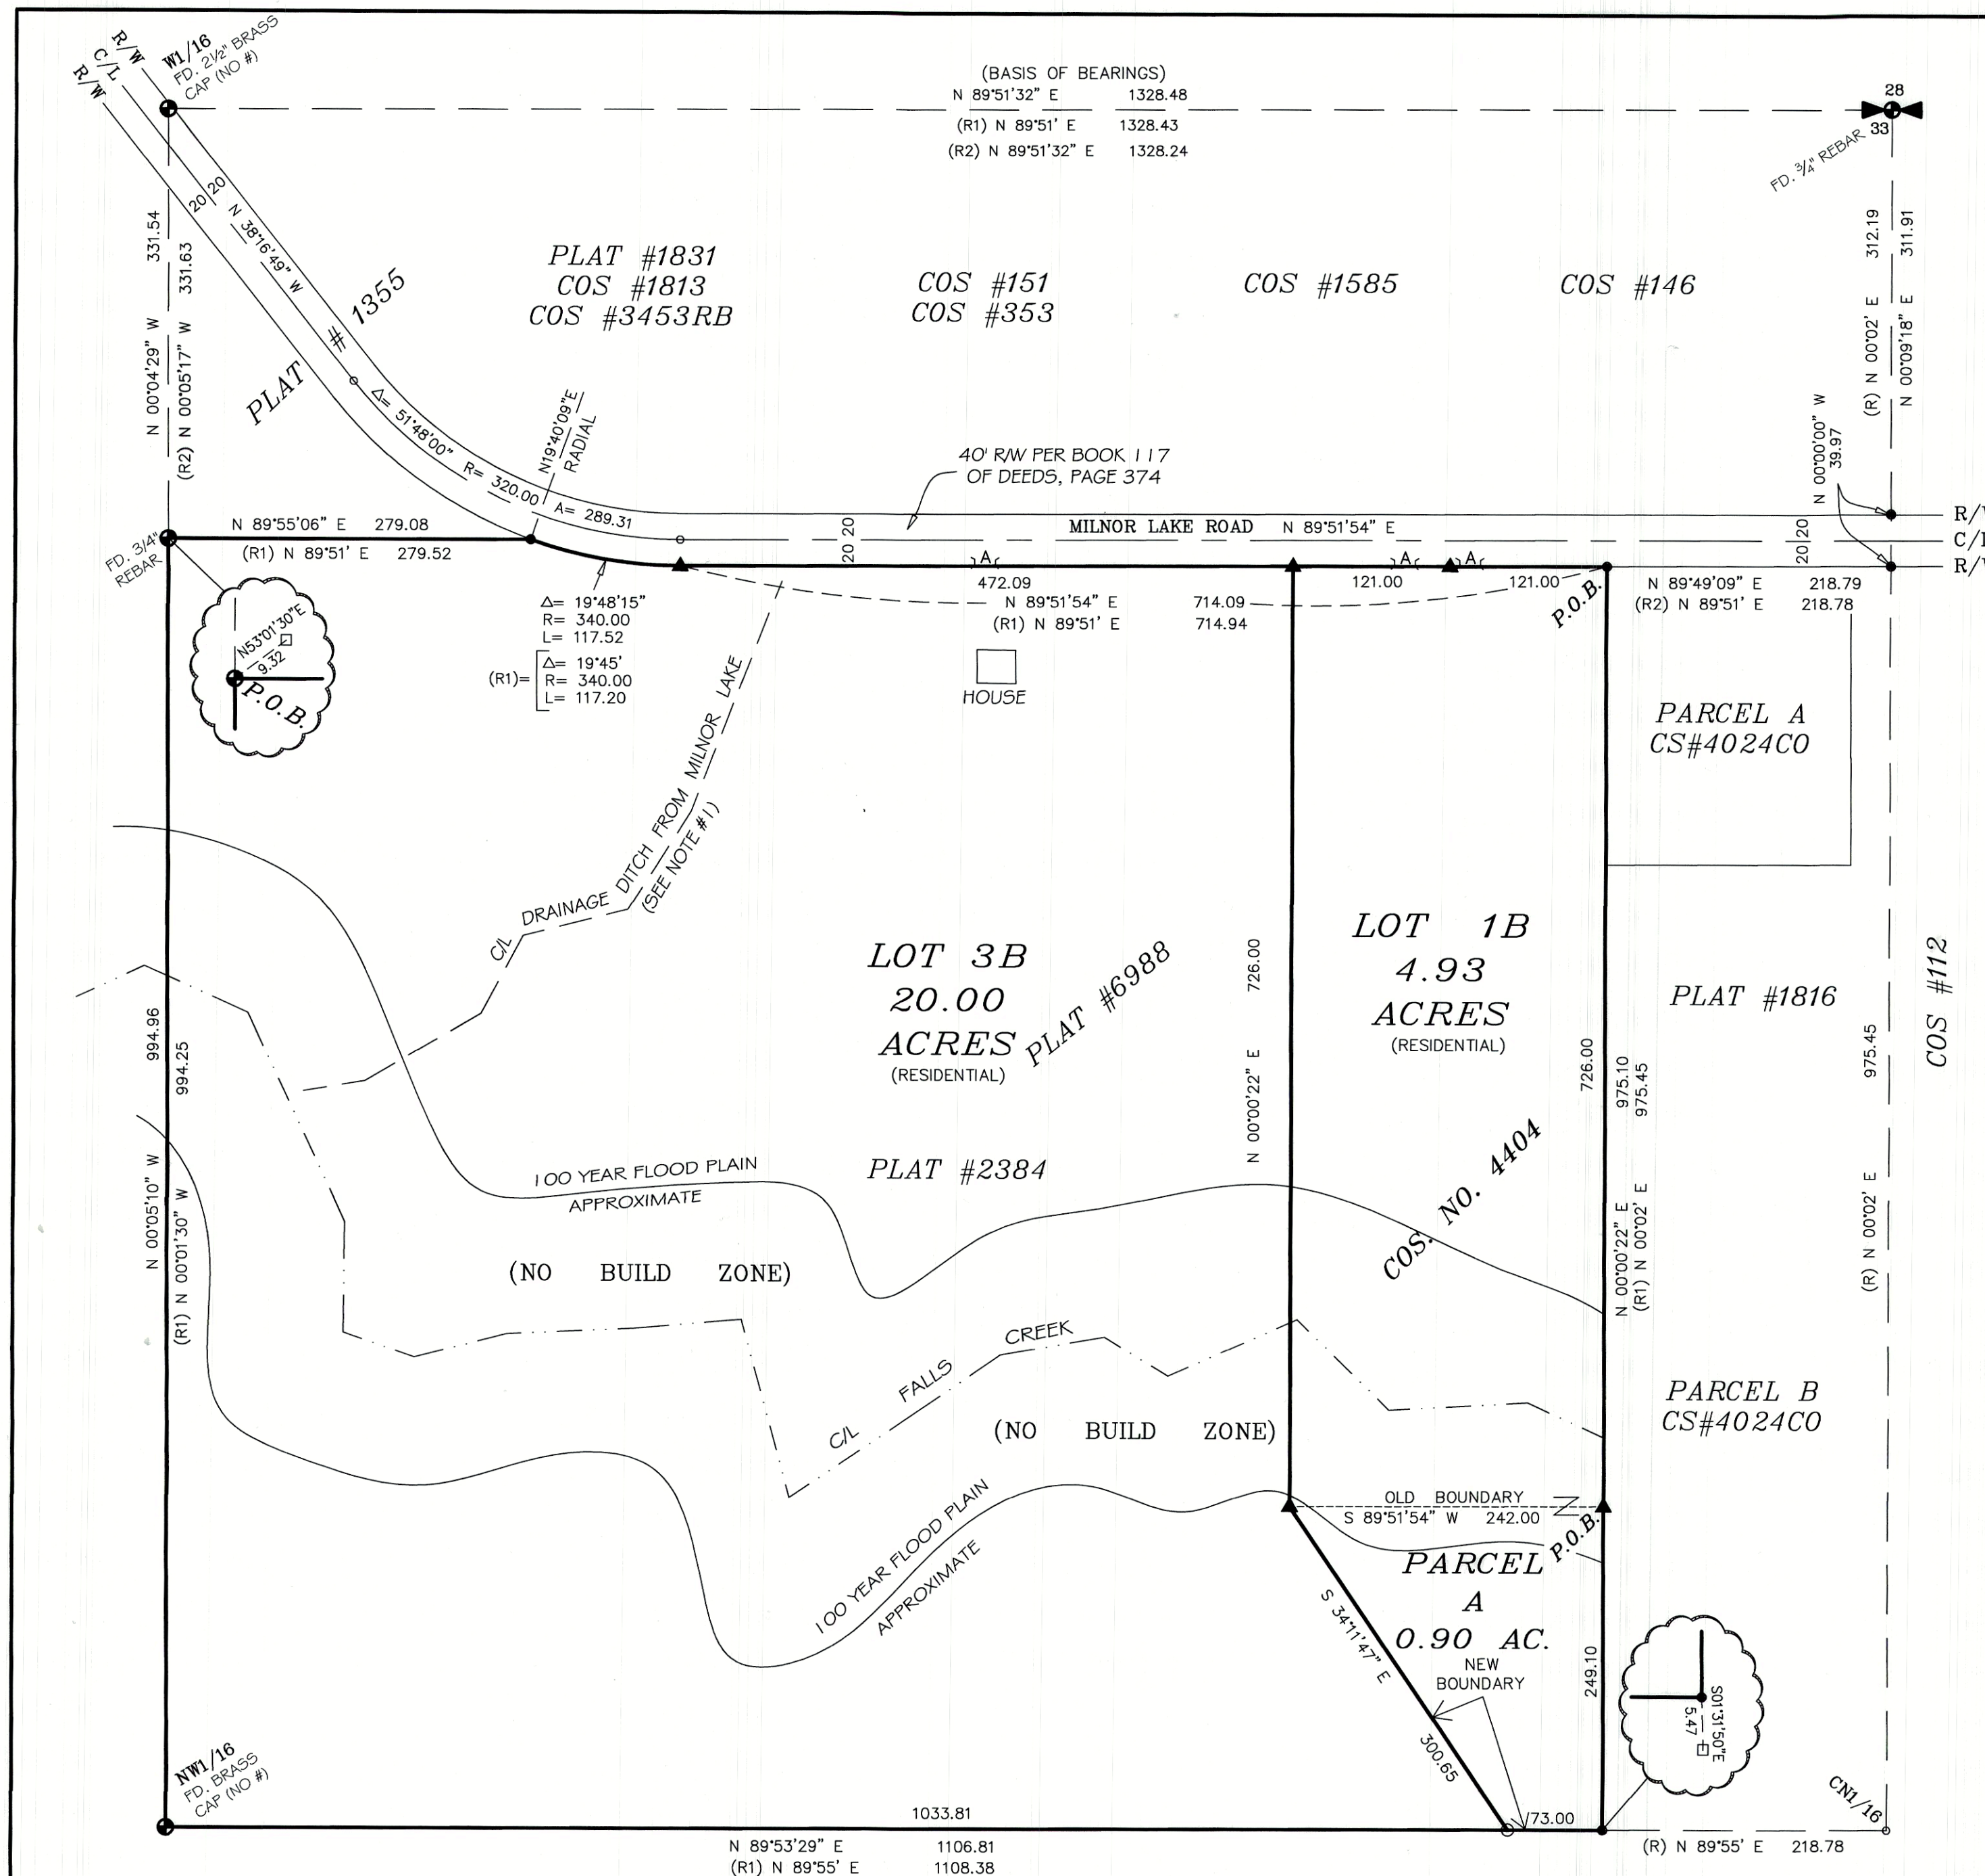 R/W
C/L
R/W
W1/16
FD. 2½" BRASS
CAP (NO #)
(BASIS OF BEARINGS)
N 89°51'32" E 1328.48
(R1) N 89°51' E 1328.43
(R2) N 89°51'32" E 1328.24
28
33
FD. 3/4" REBAR
20 20
N 38°16'49" W
331.54
331.63
N 00°04'29" W
(R2) N 00°05'17" W
PLAT # 1355
PLAT #1831
COS #1813
COS #3453RB
COS #151
COS #353
COS #1585
COS #146
312.19
311.91
(R) N 00°02' E
N 00°09'18" E
N 00°00'00" W
39.97
Δ= 51°48'00" R= 320.00 A= 289.31
N19°40'09"E
RADIAL
40' R/W PER BOOK 117
OF DEEDS, PAGE 374
MILNOR LAKE ROAD N 89°51'54" E
20 20
20 20
R/W
C/L
R/W
FD. 3/4"
REBAR
N 89°55'06" E 279.08
(R1) N 89°51' E 279.52
A
A
A
472.09
121.00
121.00
N 89°51'54" E 714.09
(R1) N 89°51' E 714.94
P.O.B.
N 89°49'09" E 218.79
(R2) N 89°51' E 218.78
Δ= 19°48'15"
R= 340.00
L= 117.52
(R1)=
Δ= 19°45'
R= 340.00
L= 117.20
N53°01'30"E
9.32
P.O.B.
HOUSE
PARCEL A
CS#4024CO
C/L DRAINAGE DITCH FROM MILNOR LAKE
(SEE NOTE #1)
LOT 3B
20.00
ACRES
(RESIDENTIAL)
PLAT #6988
726.00
N 00°00'22" E
LOT 1B
4.93
ACRES
(RESIDENTIAL)
PLAT #1816
COS #112
994.96
994.25
N 00°05'10" W
(R1) N 00°01'30" W
726.00
975.10
975.45
N 00°00'22" E
(R1) N 00°02' E
975.45
(R) N 00°02' E
COS. NO. 4404
100 YEAR FLOOD PLAIN
APPROXIMATE
PLAT #2384
(NO BUILD ZONE)
C/L FALLS CREEK
(NO BUILD ZONE)
PARCEL B
CS#4024CO
OLD BOUNDARY
S 89°51'54" W 242.00
P.O.B.
100 YEAR FLOOD PLAIN
APPROXIMATE
PARCEL
A
0.90 AC.
NEW
BOUNDARY
S 34°11'47" E
300.65
249.10
S01°31'50"E
5.47
NW1/16
FD. BRASS
CAP (NO #)
CN1/16
1033.81
73.00
N 89°53'29" E 1106.81
(R1) N 89°55' E 1108.38
(R) N 89°55' E 218.78